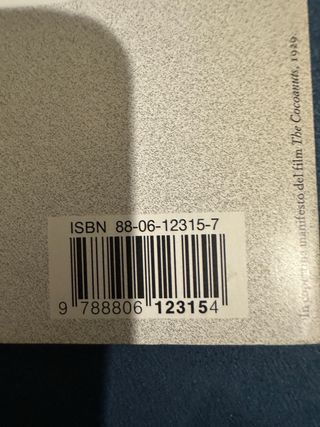 ISBN 88-06-12315-7
9 788806 123154
In copertina manifesto del film The Cocoanuts, 1929.